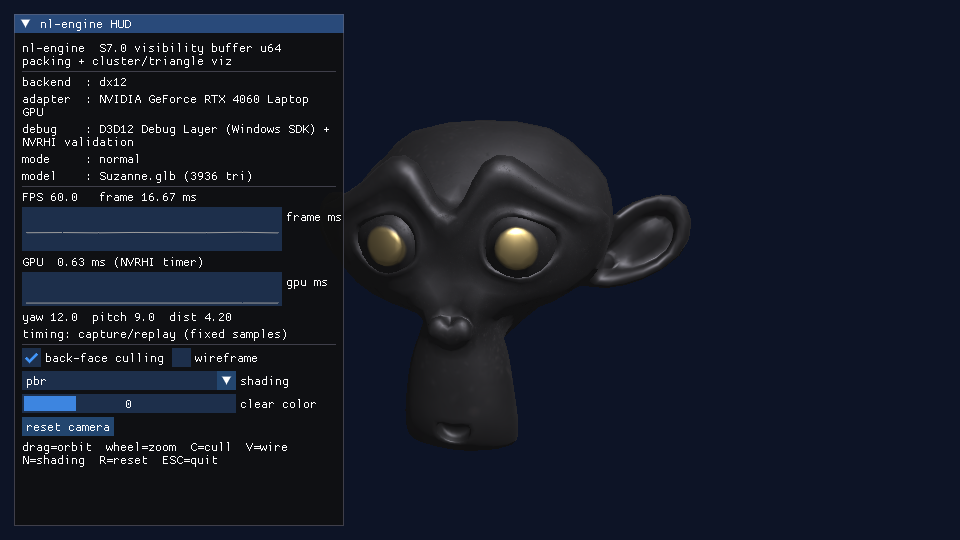 nl-engine HUD
nl-engine  S7.0 visibility buffer u64
packing + cluster/triangle viz
backend  : dx12
adapter  : NVIDIA GeForce RTX 4060 Laptop
GPU
debug    : D3D12 Debug Layer (Windows SDK) +
NVRHI validation
mode     : normal
model    : Suzanne.glb (3936 tri)
FPS 60.0   frame 16.67 ms
frame ms
GPU  0.63 ms (NVRHI timer)
gpu ms
yaw 12.0  pitch 9.0  dist 4.20
timing: capture/replay (fixed samples)
back-face culling  wireframe
pbr  shading
0  clear color
reset camera
drag=orbit  wheel=zoom  C=cull  V=wire
N=shading  R=reset  ESC=quit